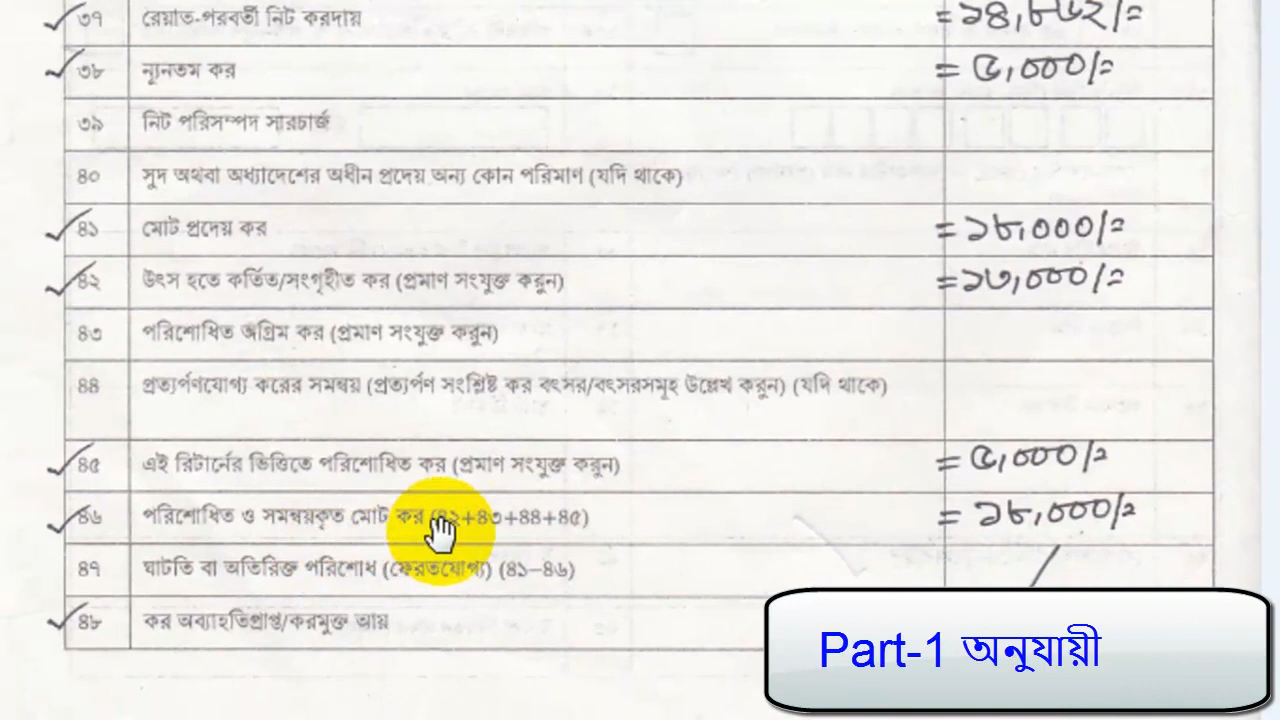 ৩৭ রেয়াত-পরবর্তী নিট করদায় = ১৪,৮৬২/=
৩৮ ন্যূনতম কর = ৫,০০০/=
৩৯ নিট পরিসম্পদ সারচার্জ
৪০ সুদ অথবা অধ্যাদেশের অধীন প্রদেয় অন্য কোন পরিমাণ (যদি থাকে)
৪১ মোট প্রদেয় কর = ১৮,০০০/=
৪২ উৎস হতে কর্তিত/সংগৃহীত কর (প্রমাণ সংযুক্ত করুন) = ১৩,০০০/=
৪৩ পরিশোধিত অগ্রিম কর (প্রমাণ সংযুক্ত করুন)
৪৪ প্রত্যর্পণযোগ্য করের সমন্বয় (প্রত্যর্পণ সংশ্লিষ্ট কর বৎসর/বৎসরসমূহ উল্লেখ করুন) (যদি থাকে)
৪৫ এই রিটার্নের ভিত্তিতে পরিশোধিত কর (প্রমাণ সংযুক্ত করুন) = ৫,০০০/=
৪৬ পরিশোধিত ও সমন্বয়কৃত মোট কর (৪২+৪৩+৪৪+৪৫) = ১৮,০০০/=
৪৭ ঘাটতি বা অতিরিক্ত পরিশোধ (ফেরতযোগ্য) (৪১–৪৬)
৪৮ কর অব্যাহতিপ্রাপ্ত/করমুক্ত আয়
Part-1 অনুযায়ী